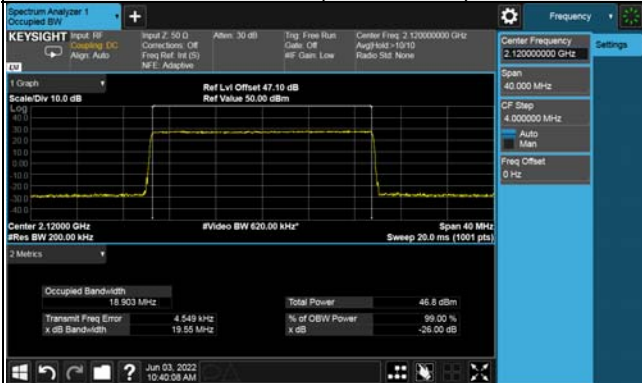 Spectrum Analyzer 1
Occupied BW
+
Frequency
KEYSIGHT
Input: RF
Coupling: DC
Align: Auto
Input Z: 50 Ω
Corrections: Off
Freq Ref: Int (S)
NFE: Adaptive
Atten: 30 dB
Trig: Free Run
Gate: Off
#IF Gain: Low
Center Freq: 2.120000000 GHz
Avg|Hold:>10/10
Radio Std: None
LXI
Center Frequency
2.120000000 GHz
Settings
Span
40.000 MHz
CF Step
4.000000 MHz
Auto
Man
Freq Offset
0 Hz
1 Graph
Scale/Div 10.0 dB
Ref Lvl Offset 47.10 dB
Ref Value 50.00 dBm
Log
40.0
30.0
20.0
10.0
0.00
-10.0
-20.0
-30.0
-40.0
Center 2.12000 GHz
#Res BW 200.00 kHz
#Video BW 620.00 kHz*
Span 40 MHz
Sweep 20.0 ms (1001 pts)
2 Metrics
Occupied Bandwidth
18.903 MHz
Total Power 46.8 dBm
Transmit Freq Error 4.549 kHz
% of OBW Power 99.00 %
x dB Bandwidth 19.55 MHz
x dB -26.00 dB
?
Jun 03, 2022
10:40:08 AM